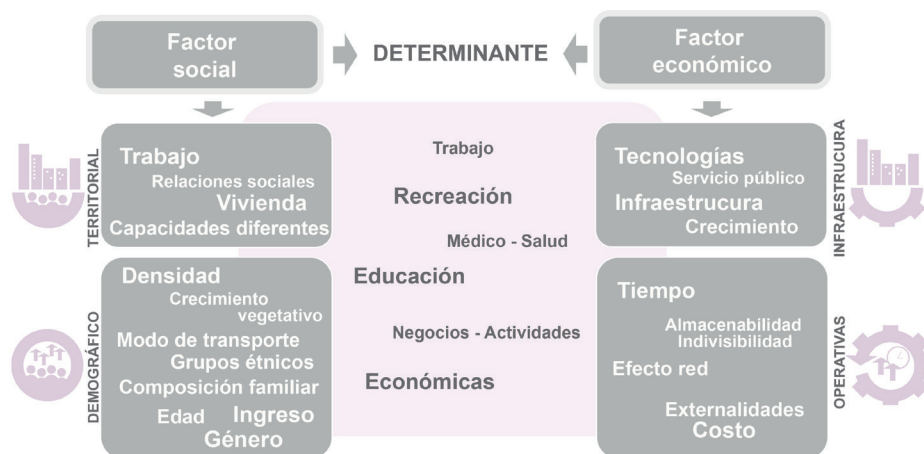 Factor
social
DETERMINANTE
Factor
económico
TERRITORIAL
Trabajo
Relaciones sociales
Vivienda
Capacidades diferentes
DEMOGRÁFICO
Densidad
Crecimiento
vegetativo
Modo de transporte
Grupos étnicos
Composición familiar
Edad Ingreso
Género
Trabajo
Recreación
Médico - Salud
Educación
Negocios - Actividades
Económicas
Tecnologías
Servicio público
Infraestrucura
Crecimiento
INFRAESTRUCURA
Tiempo
Almacenabilidad
Indivisibilidad
Efecto red
Externalidades
Costo
OPERATIVAS